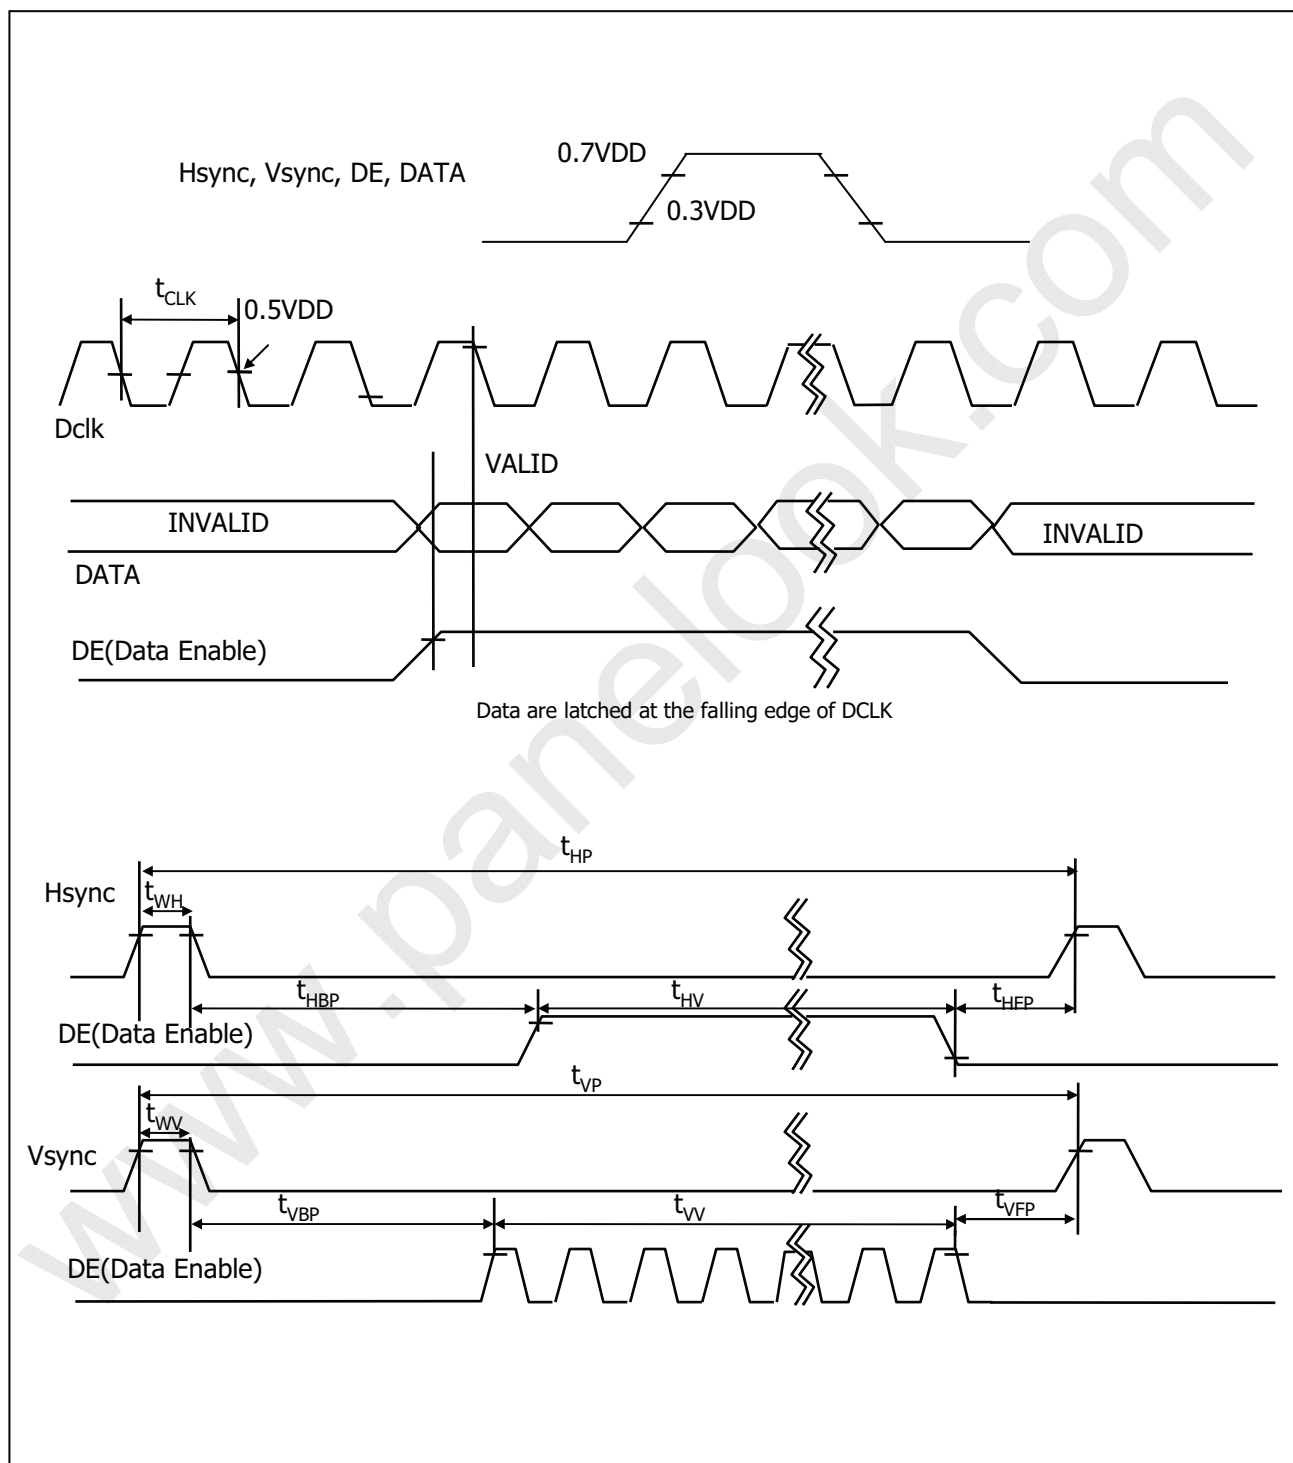 Hsync, Vsync, DE, DATA
0.7VDD
0.3VDD
tCLK
0.5VDD
Dclk
VALID
INVALID
INVALID
DATA
DE(Data Enable)
Data are latched at the falling edge of DCLK
tHP
Hsync
tWH
tHBP
tHV
tHFP
DE(Data Enable)
tVP
tWV
Vsync
tVBP
tVV
tVFP
DE(Data Enable)
www.panelook.com